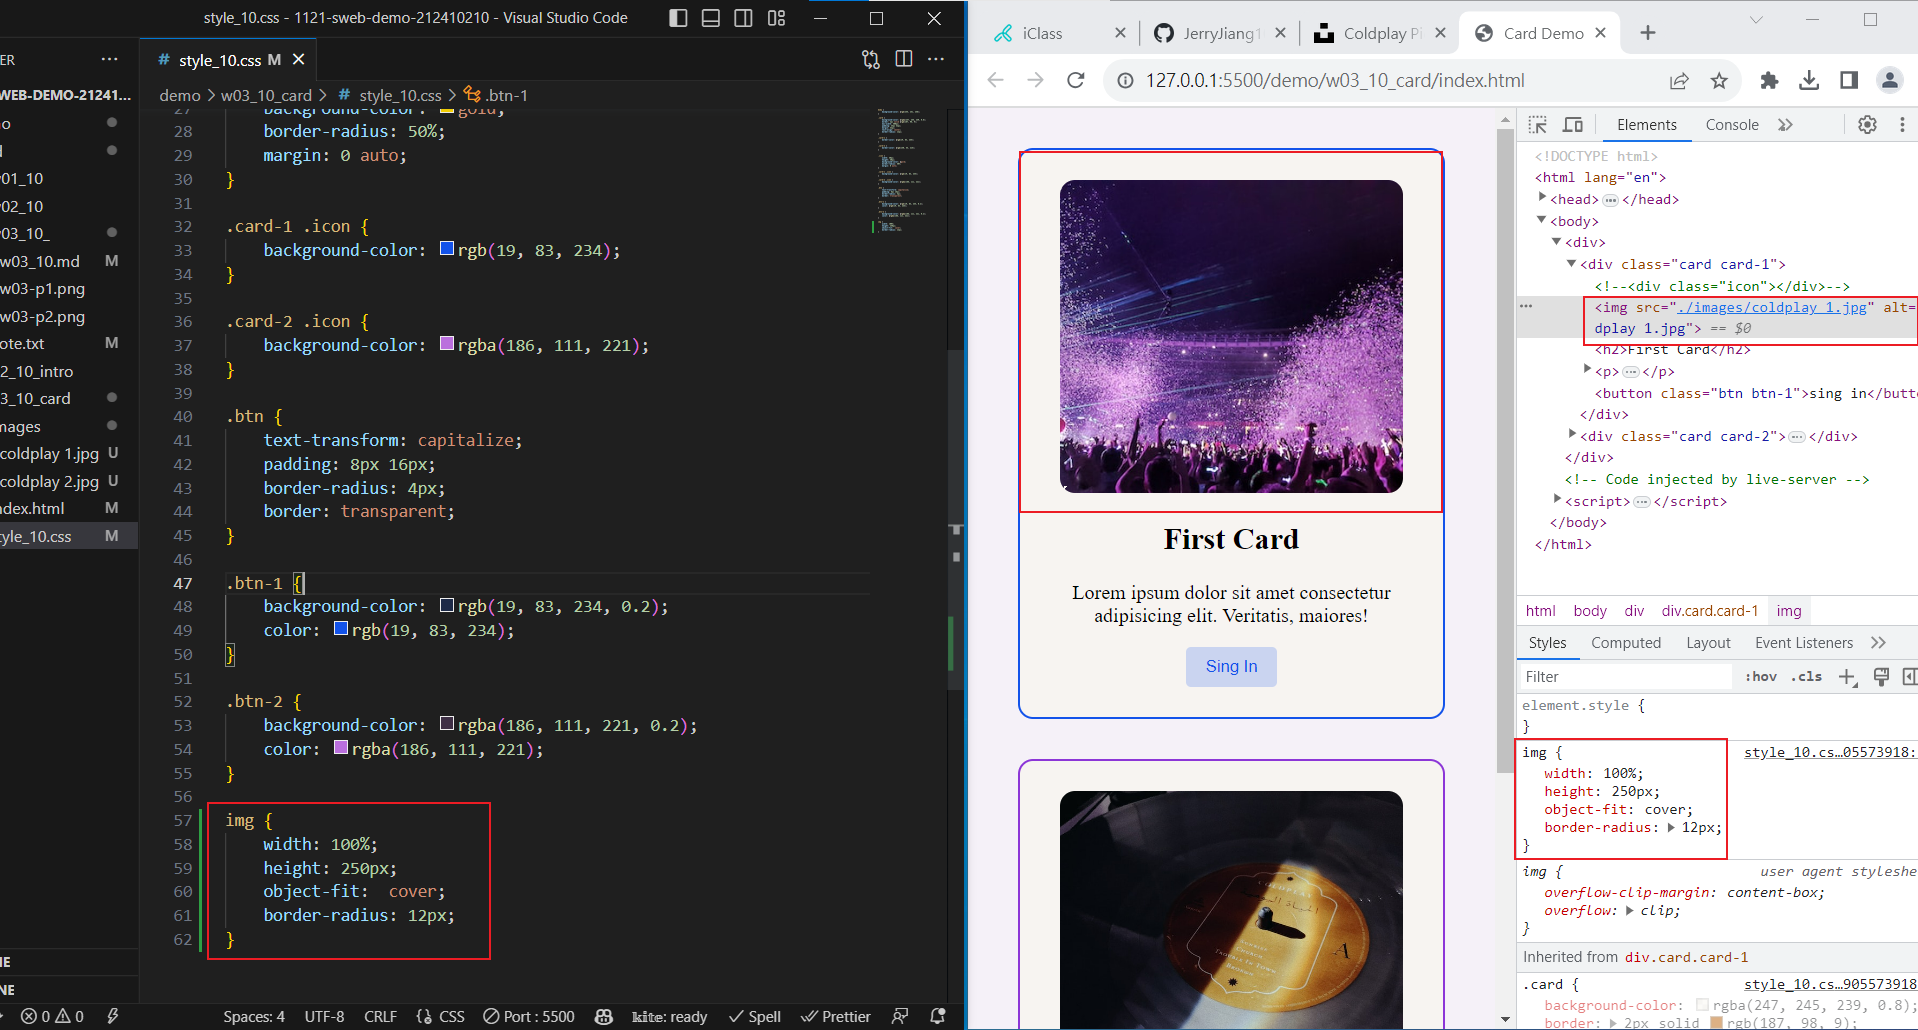 style_10.css - 1121-sweb-demo-212410210 - Visual Studio Code
ER
WEB-DEMO-21241...
no
d
01_10
02_10
03_10_
w03_10.md M
w03-p1.png
w03-p2.png
ote.txt M
2_10_intro
3_10_card
mages
coldplay 1.jpg U
coldplay 2.jpg U
ndex.html M
tyle_10.css M
NE
# style_10.css M
demo > w03_10_card > # style_10.css > .btn-1
27 background-color: gold;
28 border-radius: 50%;
29 margin: 0 auto;
30 }
31
32 .card-1 .icon {
33 background-color: rgb(19, 83, 234);
34 }
35
36 .card-2 .icon {
37 background-color: rgba(186, 111, 221);
38 }
39
40 .btn {
41 text-transform: capitalize;
42 padding: 8px 16px;
43 border-radius: 4px;
44 border: transparent;
45 }
46
47 .btn-1 {
48 background-color: rgb(19, 83, 234, 0.2);
49 color: rgb(19, 83, 234);
50 }
51
52 .btn-2 {
53 background-color: rgba(186, 111, 221, 0.2);
54 color: rgba(186, 111, 221);
55 }
56
57 img {
58 width: 100%;
59 height: 250px;
60 object-fit:  cover;
61 border-radius: 12px;
62 }
0 0 Spaces: 4 UTF-8 CRLF CSS Port : 5500 kite: ready Spell Prettier
iClass JerryJiang1 Coldplay Pi Card Demo
127.0.0.1:5500/demo/w03_10_card/index.html
First Card
Lorem ipsum dolor sit amet consectetur
adipisicing elit. Veritatis, maiores!
Sing In
COLDPLAY
A
Elements Console
<!DOCTYPE html>
<html lang="en">
<head> ... </head>
<body>
<div>
<div class="card card-1">
<!--<div class="icon"></div>-->
<img src="./images/coldplay 1.jpg" alt=
dplay 1.jpg"> == $0
<h2>First Card</h2>
<p> ... </p>
<button class="btn btn-1">sing in</butt
</div>
<div class="card card-2"> ... </div>
</div>
<!-- Code injected by live-server -->
<script> ... </script>
</body>
</html>
html body div div.card.card-1 img
Styles Computed Layout Event Listeners
Filter :hov .cls
element.style {
}
img { style_10.cs...05573918:
width: 100%;
height: 250px;
object-fit: cover;
border-radius: 12px;
}
img { user agent styleshe
overflow-clip-margin: content-box;
overflow: clip;
}
Inherited from div.card.card-1
.card { style_10.cs...905573918
background-color: rgba(247, 245, 239, 0.8);
border: 2px solid rgb(187, 98, 9);